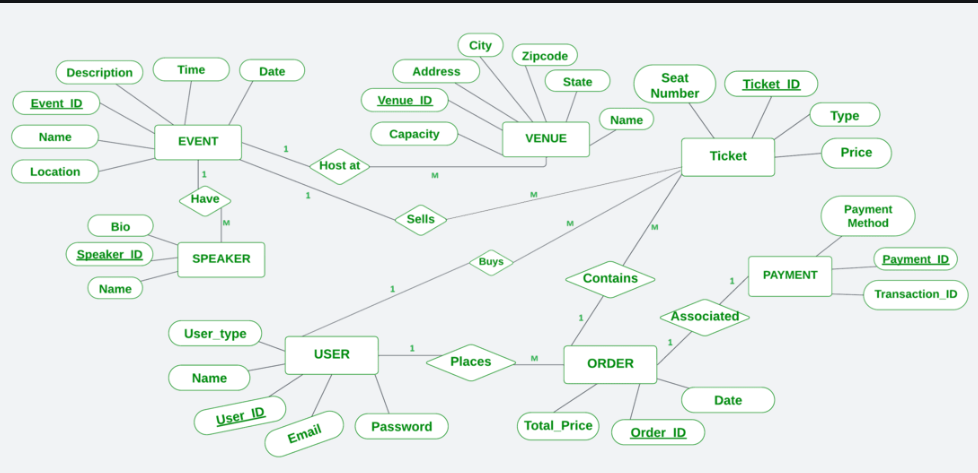 City
Zipcode
Description
Time
Date
Address
State
Seat
Number
Ticket_ID
Event_ID
Venue_ID
Name
Type
Name
EVENT
Capacity
VENUE
Ticket
Price
Location
1
Host at
M
1
Have
1
M
Sells
M
M
M
Payment
Method
Bio
Speaker_ID
SPEAKER
Name
Buys
1
Contains
1
PAYMENT
Payment_ID
Transaction_ID
1
Associated
1
User_type
USER
1
Places
M
ORDER
Name
User_ID
Email
Password
Total_Price
Order_ID
Date